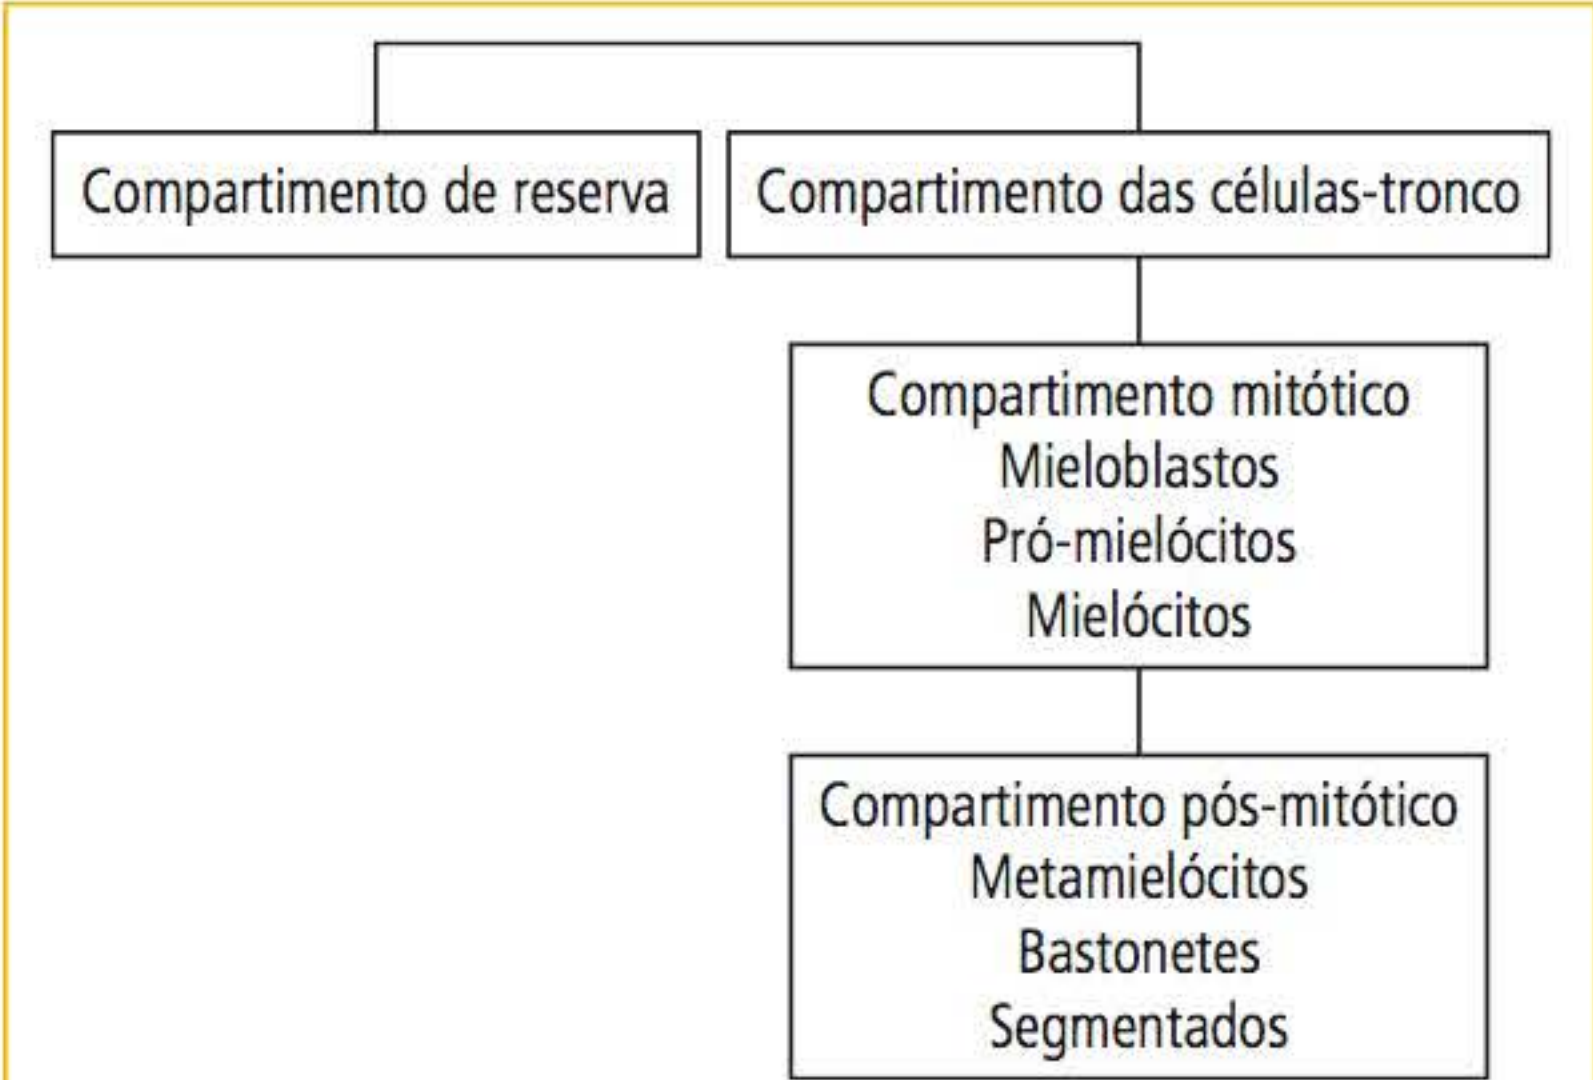 Compartimento de reserva
Compartimento das células-tronco
Compartimento mitótico
Mieloblastos
Pró-mielócitos
Mielócitos
Compartimento pós-mitótico
Metamielócitos
Bastonetes
Segmentados